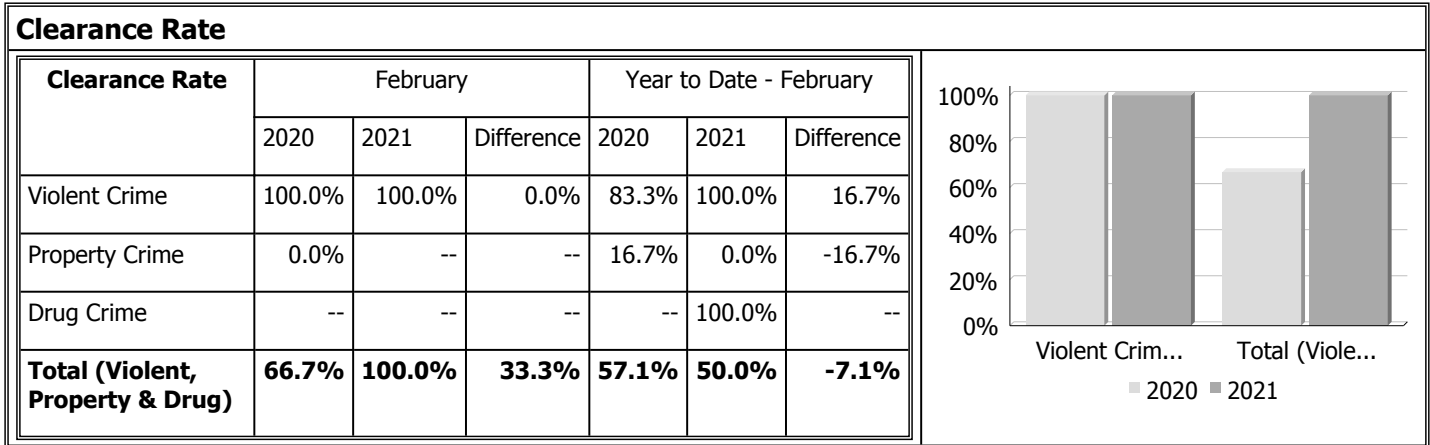 Clearance Rate
Clearance Rate February Year to Date - February
2020 2021 Difference 2020 2021 Difference
Violent Crime 100.0% 100.0% 0.0% 83.3% 100.0% 16.7%
Property Crime 0.0% -- -- 16.7% 0.0% -16.7%
Drug Crime -- -- -- -- 100.0% --
Total (Violent,
Property & Drug) 66.7% 100.0% 33.3% 57.1% 50.0% -7.1%
100%
80%
60%
40%
20%
0%
Violent Crim... Total (Viole...
2020 2021